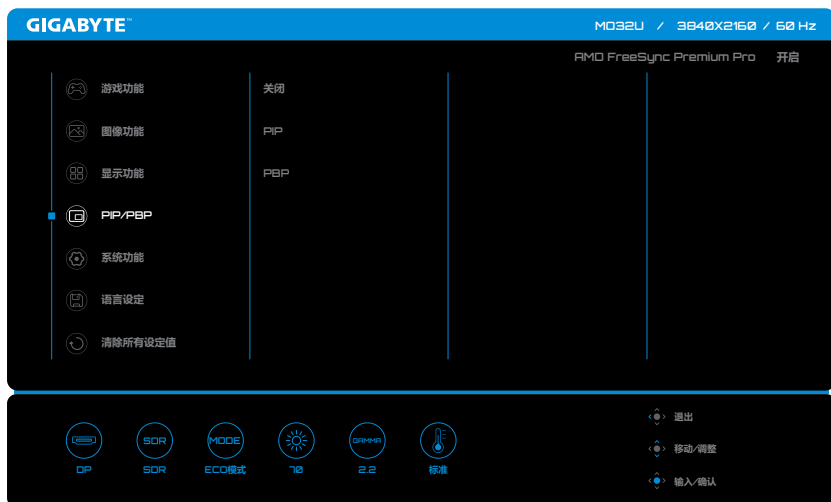 GIGABYTE™
MO32U / 3840X2160 / 60 Hz
AMD FreeSync Premium Pro 开启
游戏功能 关闭
图像功能 PIP
显示功能 PBP
PIP/PBP
系统功能
语言设定
清除所有设定值
SDR
MODE
GAMMA
DP
SDR
ECO模式
70
2.2
标准
退出
移动/调整
输入/确认